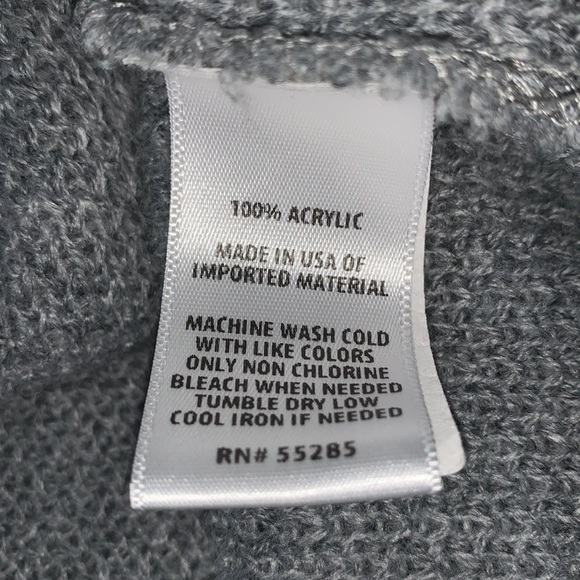 100% ACRYLIC
MADE IN USA OF
IMPORTED MATERIAL
MACHINE WASH COLD
WITH LIKE COLORS
ONLY NON CHLORINE
BLEACH WHEN NEEDED
TUMBLE DRY LOW
COOL IRON IF NEEDED
RN# 55285